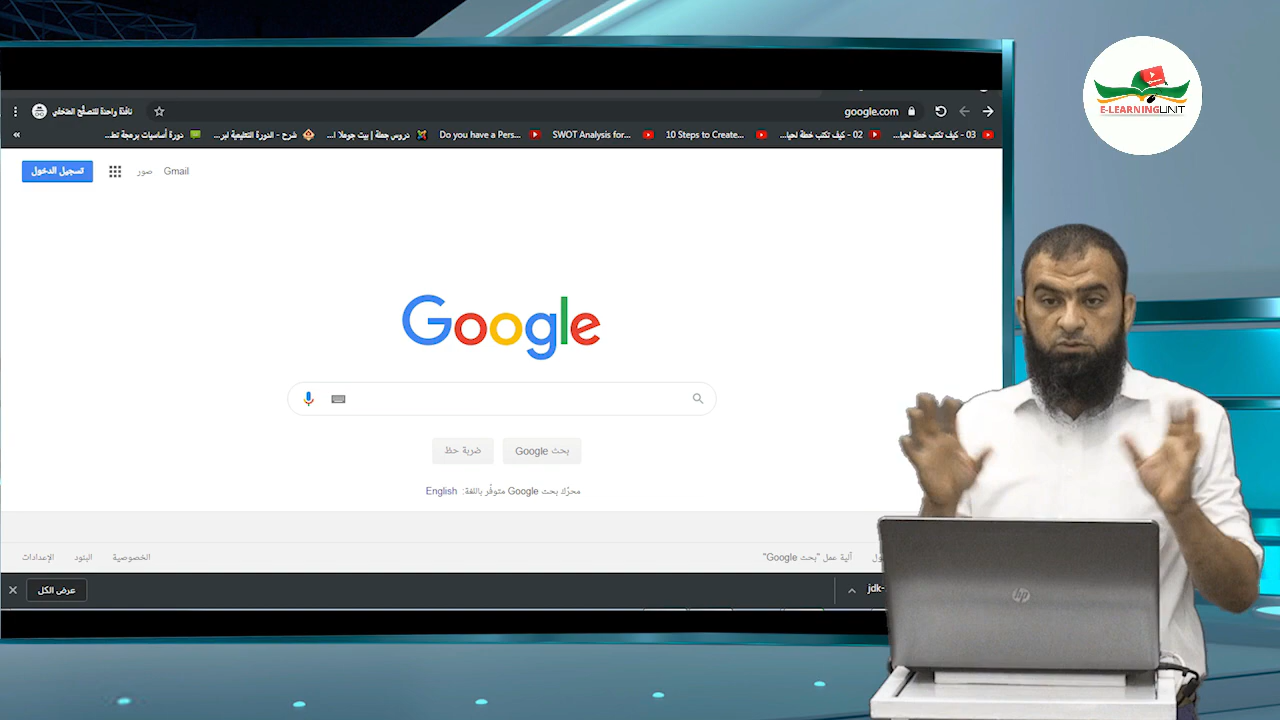 نافذة واحدة للتصفُّح المتخفي
google.com
03 - كيف تكتب خطة لحيا...
02 - كيف تكتب خطة لحيا...
10 Steps to Create...
SWOT Analysis for...
Do you have a Pers...
دروس جملة | بيت جوملا ا...
شرح - الدورة التعليمية لبر...
دورة أساسيات برمجة تط...
«
Gmail
صور
تسجيل الدخول
Google
بحث Google
ضربة حظ
محرّك بحث Google متوفّر باللغة: English
آلية عمل "بحث Google"
الخصوصية
البنود
الإعدادات
jdk-
عرض الكل
E-LEARNING UNIT
hp